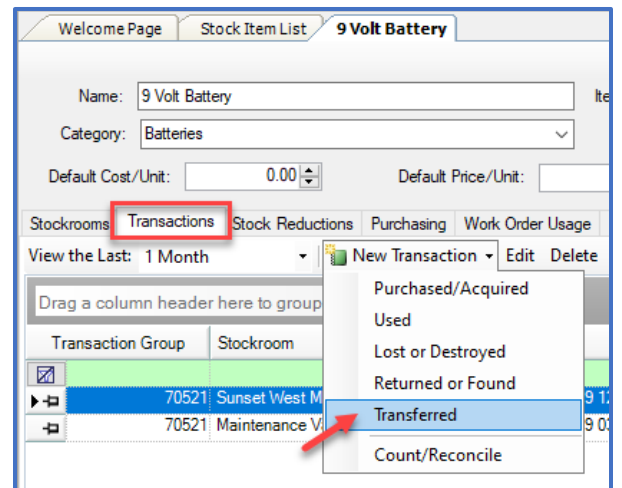 Welcome Page Stock Item List 9 Volt Battery
Name: 9 Volt Battery
Category: Batteries
Default Cost/Unit: 0.00 Default Price/Unit:
Stockrooms Transactions Stock Reductions Purchasing Work Order Usage
View the Last: 1 Month New Transaction Edit Delete
Drag a column header here to group
Purchased/Acquired
Used
Transaction Group Stockroom
Lost or Destroyed
Returned or Found
70521 Sunset West M
Transferred
70521 Maintenance V
Count/Reconcile